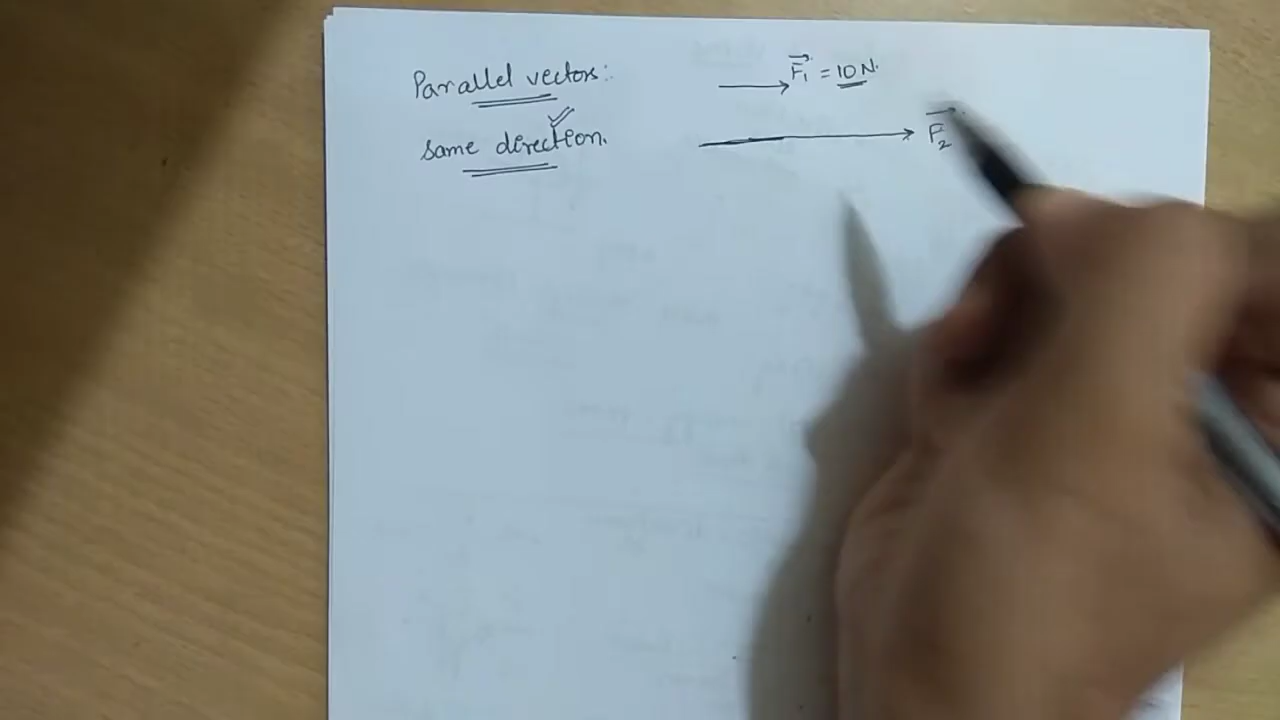 Parallel vectors:
same direction.
→F₁ = 10 N.
→F₂